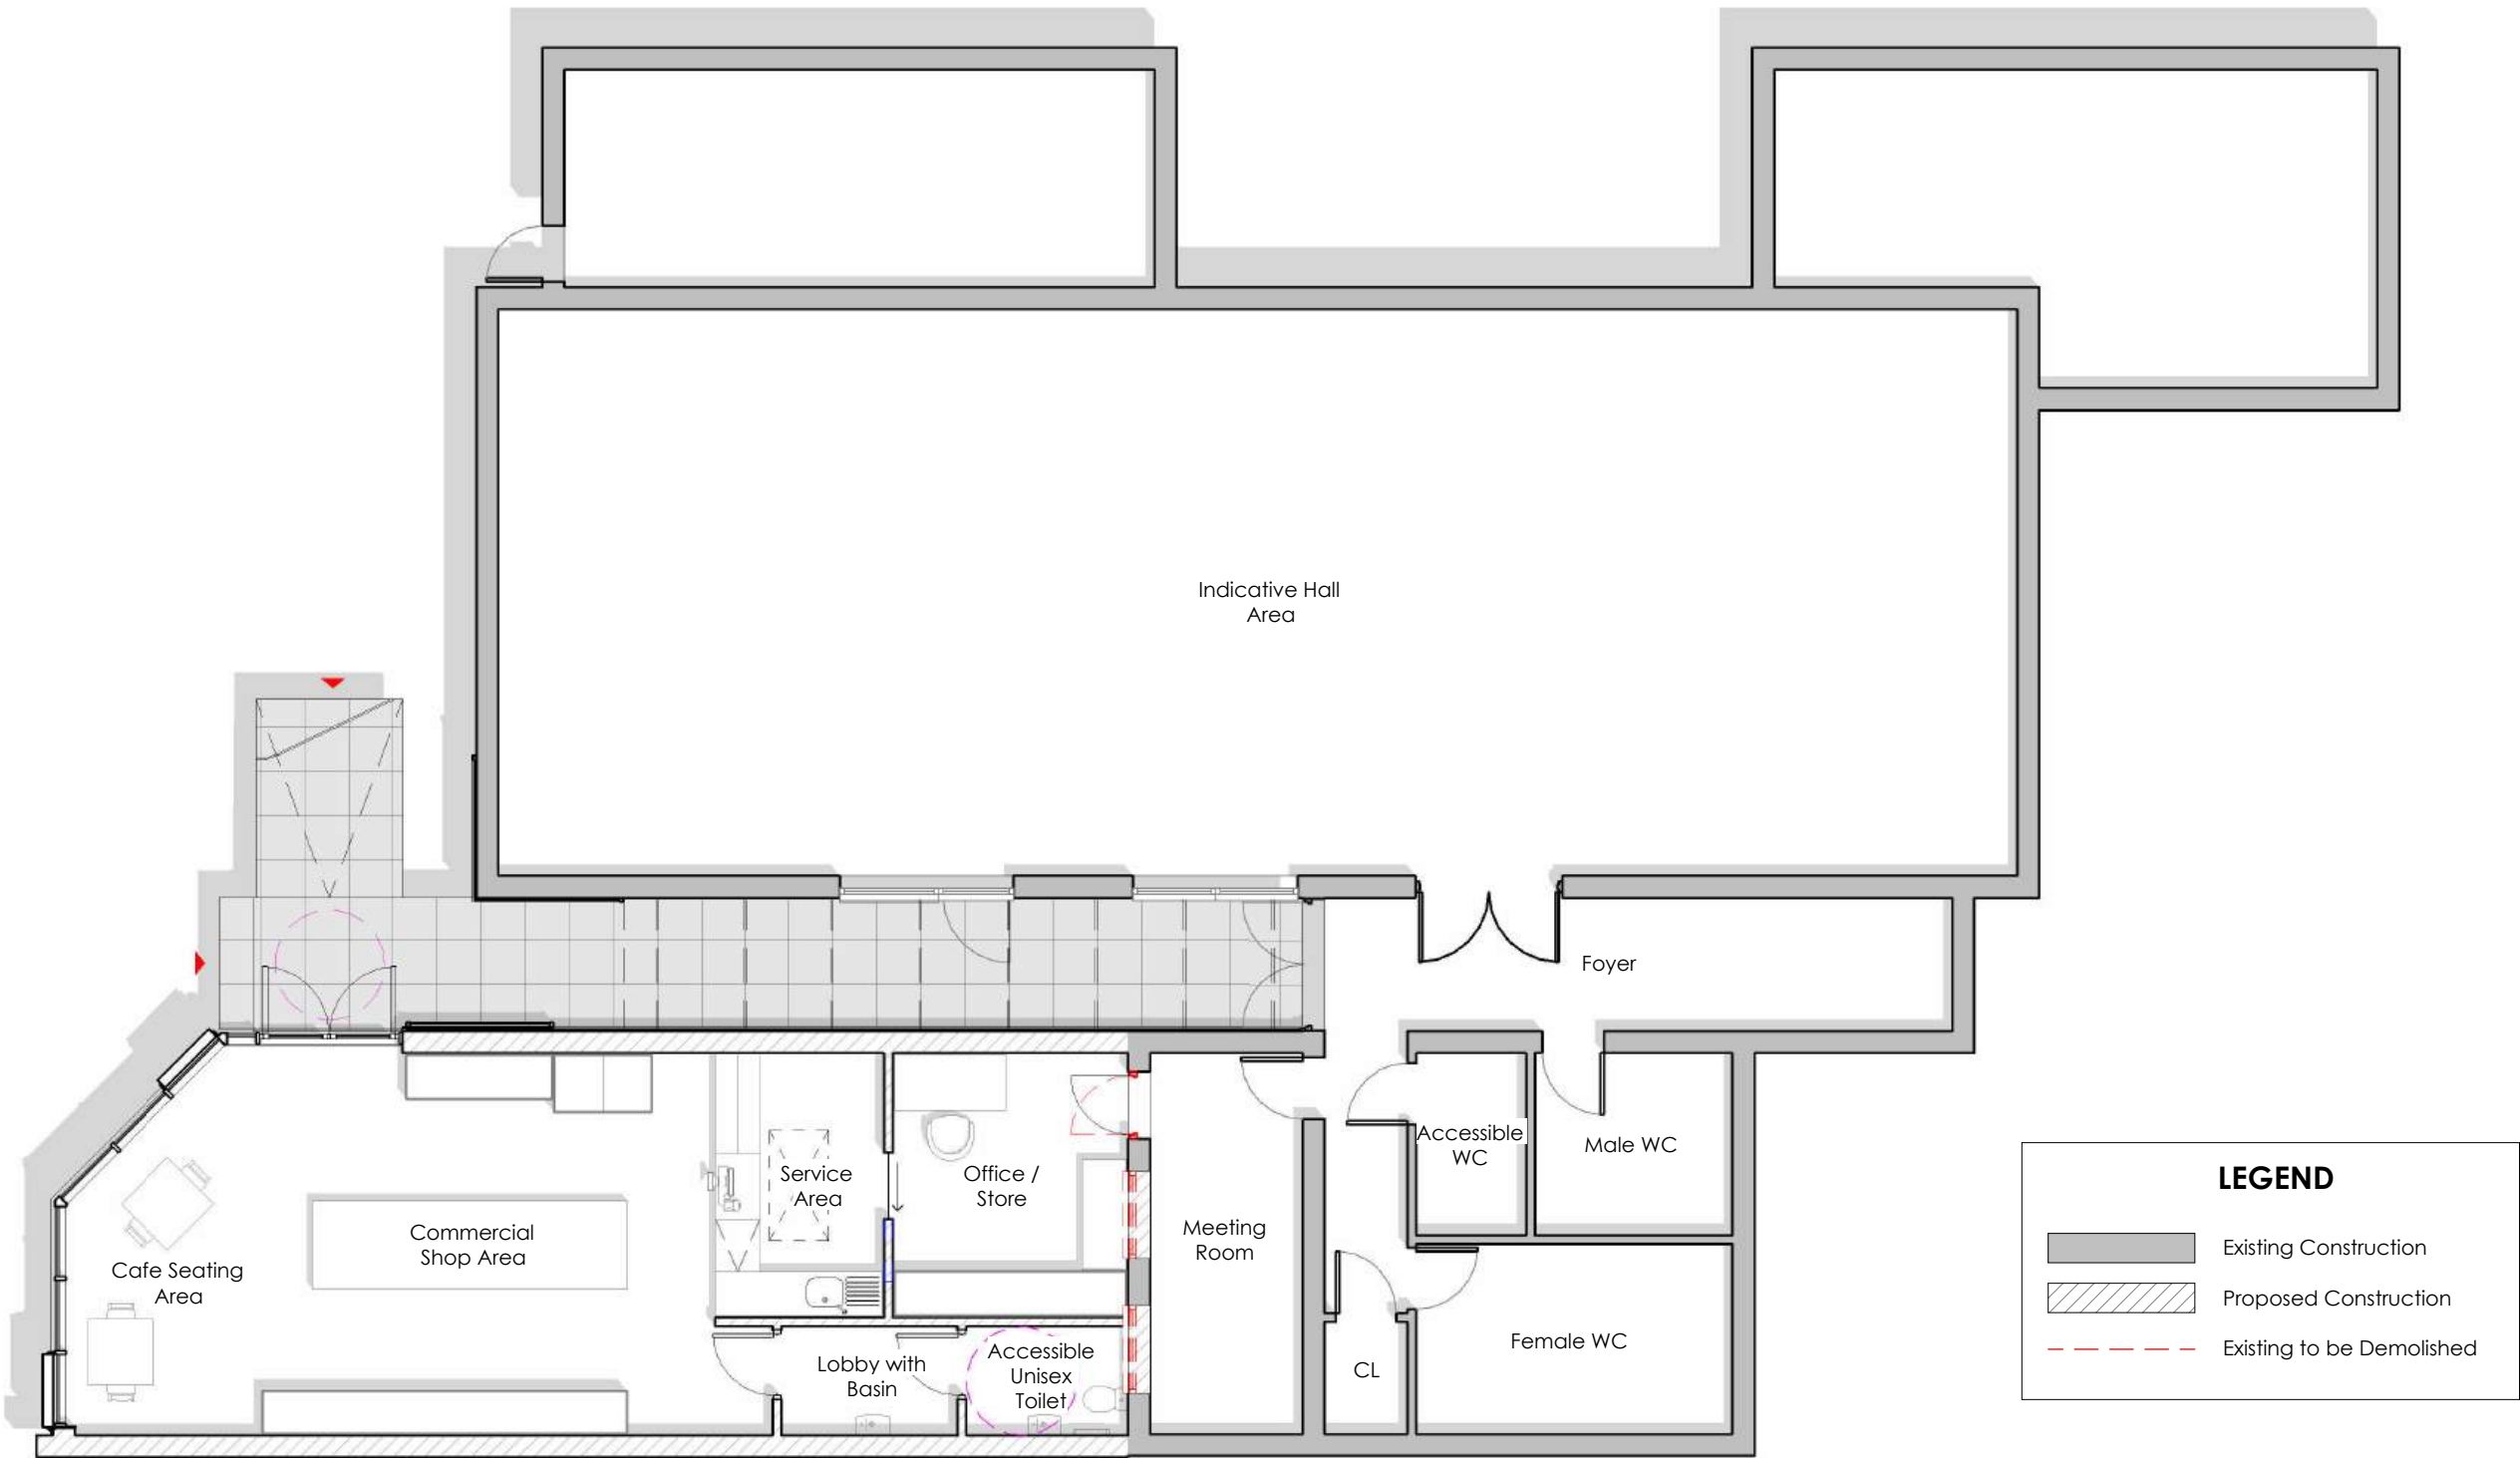 Indicative Hall
Area
Foyer
Accessible
WC
Male WC
Service
Area
Office /
Store
Meeting
Room
Commercial
Shop Area
Cafe Seating
Area
Lobby with
Basin
Accessible
Unisex
Toilet
CL
Female WC
LEGEND
Existing Construction
Proposed Construction
Existing to be Demolished